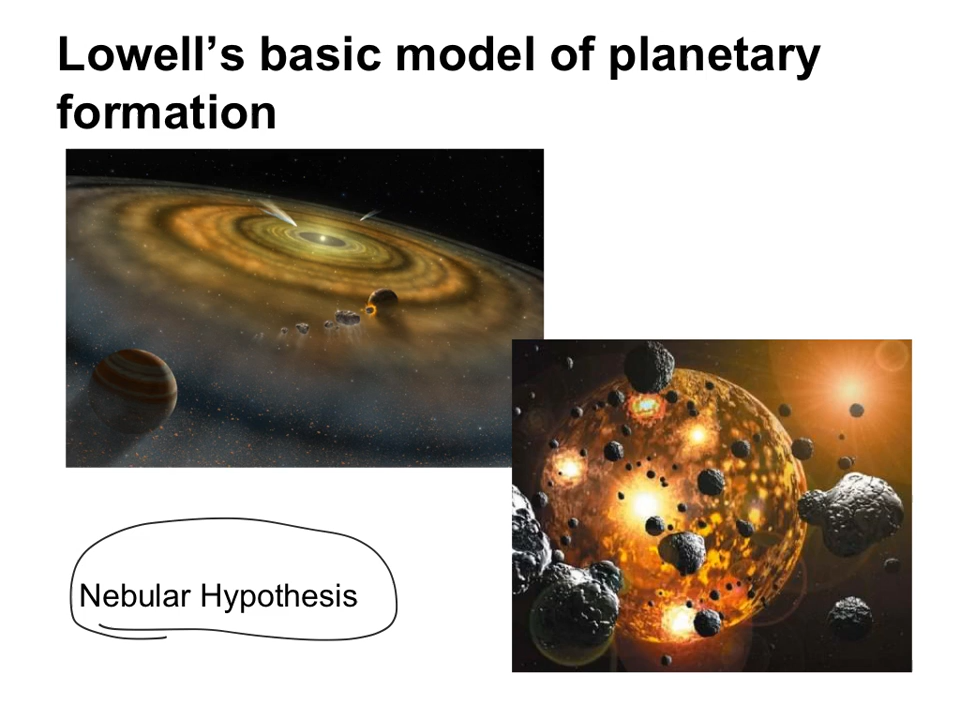 Lowell’s basic model of planetary
formation
Nebular Hypothesis